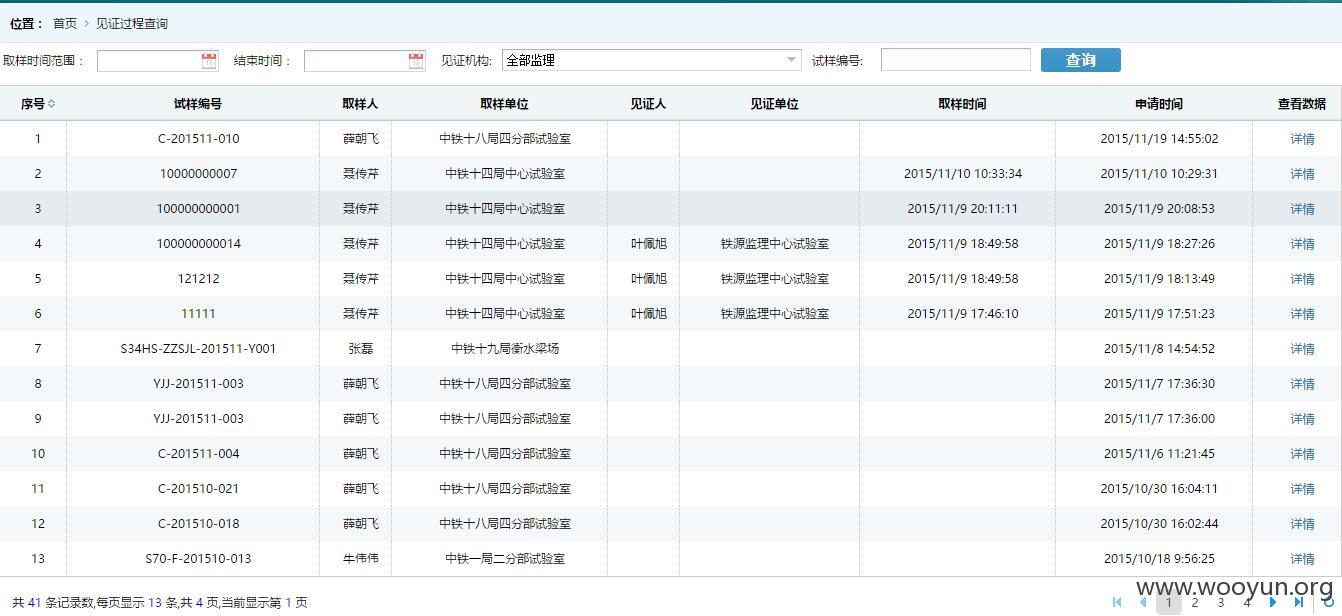 位置： 首页 > 见证过程查询
取样时间范围： 结束时间： 见证机构: 全部监理 试样编号: 查询
序号 试样编号 取样人 取样单位 见证人 见证单位 取样时间 申请时间 查看数据
1 C-201511-010 薛朝飞 中铁十八局四分部试验室 2015/11/19 14:55:02 详情
2 10000000007 聂传芹 中铁十四局中心试验室 2015/11/10 10:33:34 2015/11/10 10:29:31 详情
3 100000000001 聂传芹 中铁十四局中心试验室 2015/11/9 20:11:11 2015/11/9 20:08:53 详情
4 100000000014 聂传芹 中铁十四局中心试验室 叶佩旭 铁源监理中心试验室 2015/11/9 18:49:58 2015/11/9 18:27:26 详情
5 121212 聂传芹 中铁十四局中心试验室 叶佩旭 铁源监理中心试验室 2015/11/9 18:49:58 2015/11/9 18:13:49 详情
6 11111 聂传芹 中铁十四局中心试验室 叶佩旭 铁源监理中心试验室 2015/11/9 17:46:10 2015/11/9 17:51:23 详情
7 S34HS-ZZSJL-201511-Y001 张磊 中铁十九局衡水梁场 2015/11/8 14:54:52 详情
8 YJJ-201511-003 薛朝飞 中铁十八局四分部试验室 2015/11/7 17:36:30 详情
9 YJJ-201511-003 薛朝飞 中铁十八局四分部试验室 2015/11/7 17:36:00 详情
10 C-201511-004 薛朝飞 中铁十八局四分部试验室 2015/11/6 11:21:45 详情
11 C-201510-021 薛朝飞 中铁十八局四分部试验室 2015/10/30 16:04:11 详情
12 C-201510-018 薛朝飞 中铁十八局四分部试验室 2015/10/30 16:02:44 详情
13 S70-F-201510-013 牛伟伟 中铁一局二分部试验室 2015/10/18 9:56:25 详情
www.wooyun.org
共 41 条记录数,每页显示 13 条,共 4 页,当前显示第 1 页 1 2 3 4